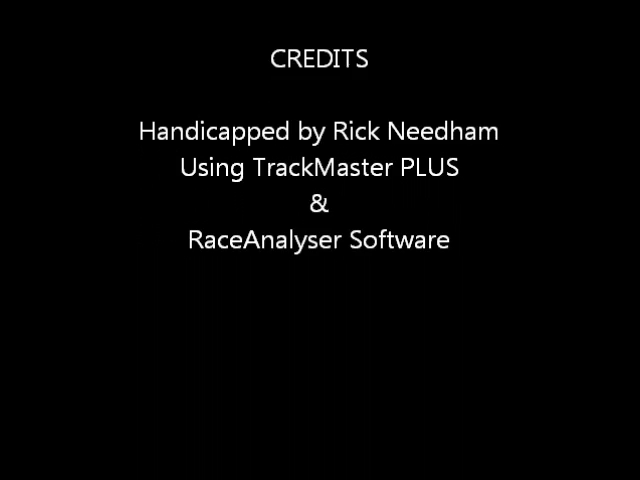 CREDITS
Handicapped by Rick Needham
Using TrackMaster PLUS
&
RaceAnalyser Software